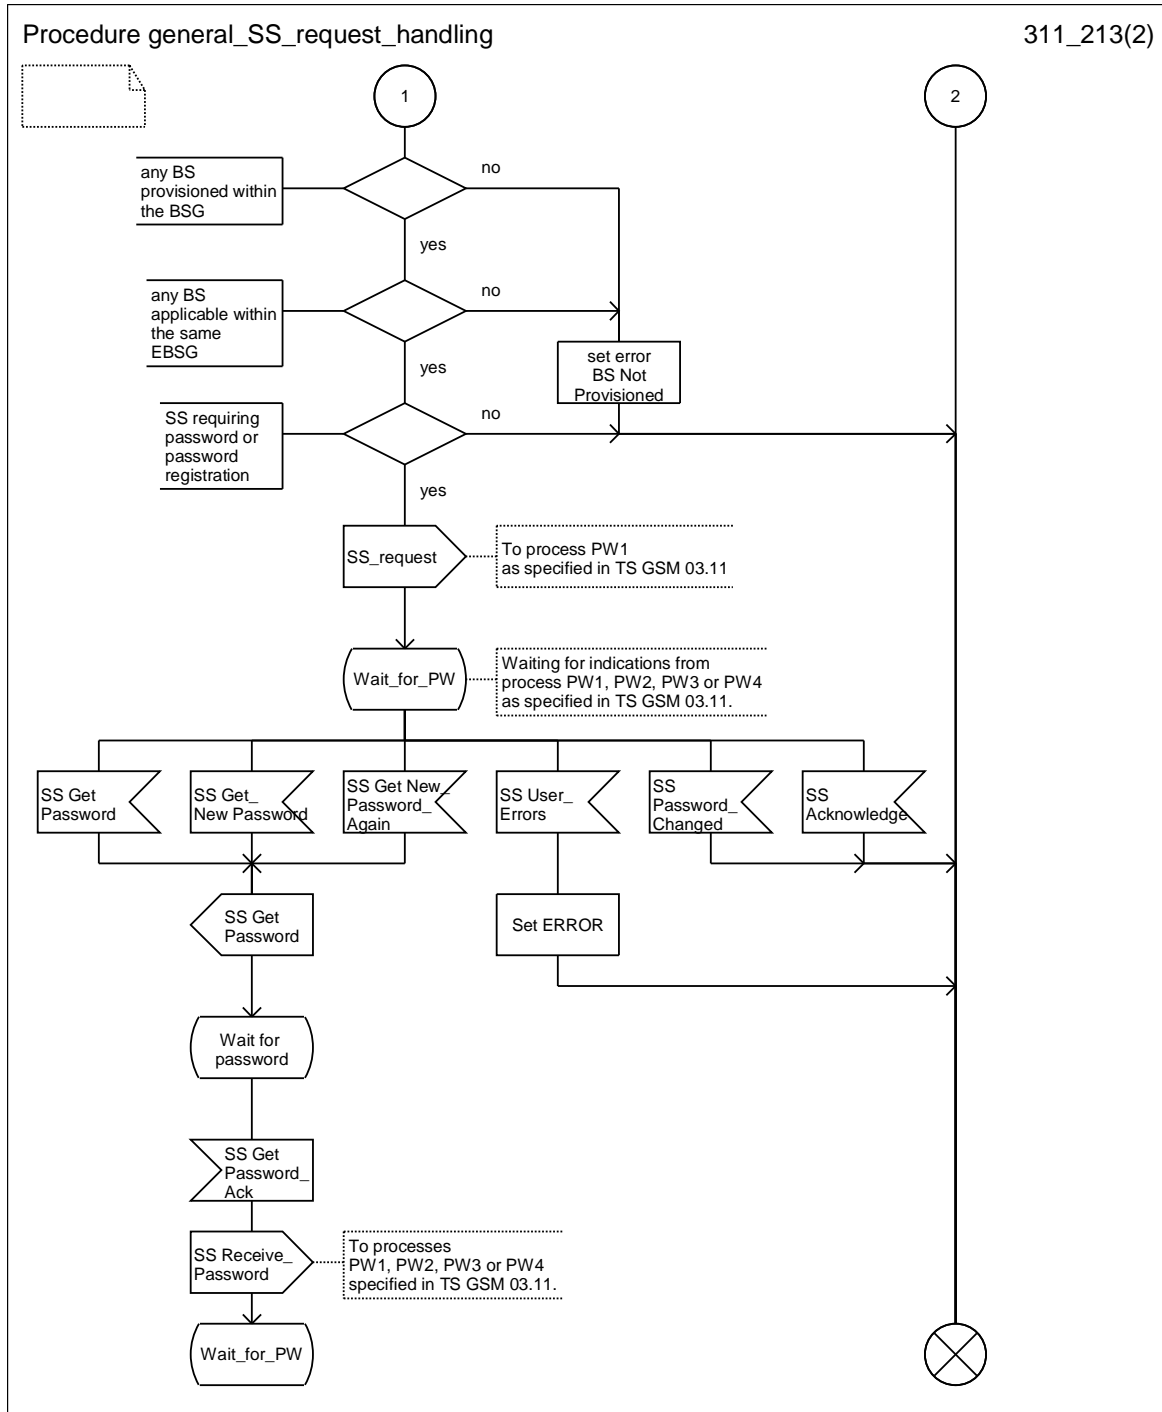 Procedure general_SS_request_handling
311_213(2)
1
2
any BS
provisioned within
the BSG
no
yes
any BS
applicable within
the same
EBSG
no
set error
BS Not
Provisioned
yes
SS requiring
password or
password
registration
no
yes
SS_request
To process PW1
as specified in TS GSM 03.11
Wait_for_PW
Waiting for indications from
process PW1, PW2, PW3 or PW4
as specified in TS GSM 03.11.
SS Get
Password
SS Get_
New Password
SS Get New_
Password_
Again
SS User_
Errors
SS
Password_
Changed
SS
Acknowledge
SS Get
Password
Set ERROR
Wait for
password
SS Get
Password_
Ack
SS Receive_
Password
To processes
PW1, PW2, PW3 or PW4
specified in TS GSM 03.11.
Wait_for_PW